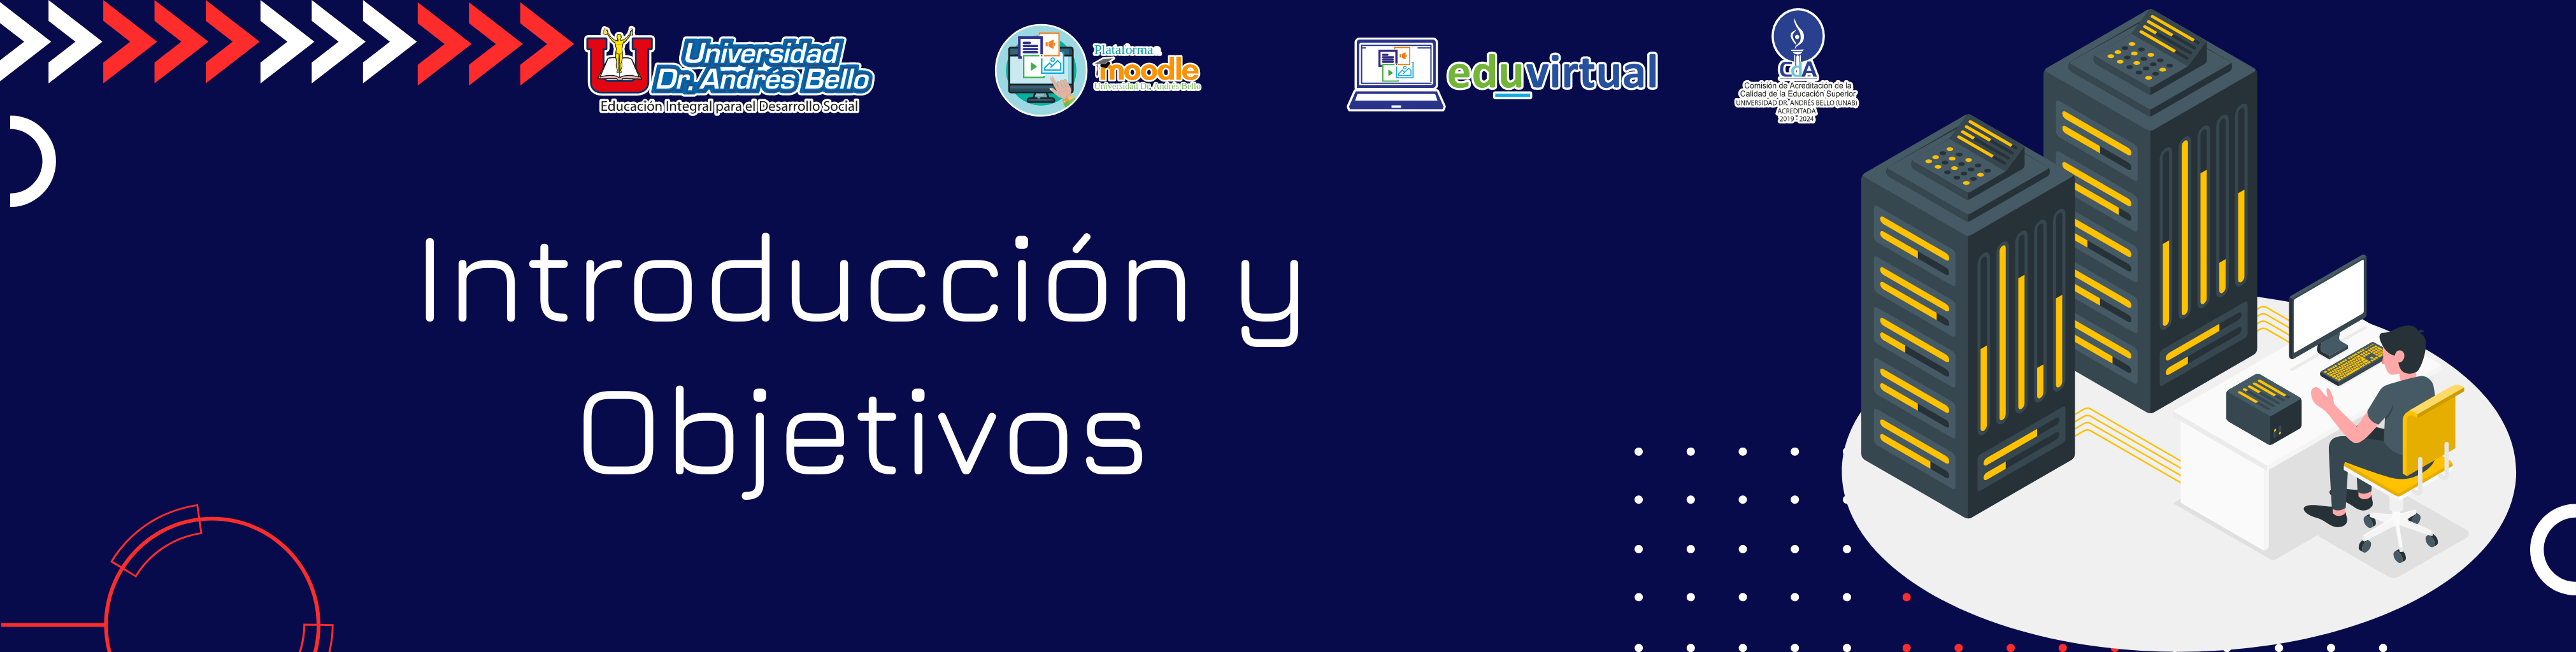 Universidad
Dr. Andrés Bello
Educación Integral para el Desarrollo Social
Plataforma
moodle
Universidad Dr. Andrés Bello
eduvirtual
CdA
Comisión de Acreditación de la
Calidad de la Educación Superior
UNIVERSIDAD DR. ANDRÉS BELLO (UNAB)
ACREDITADA
2019 - 2024
Introducción y
Objetivos